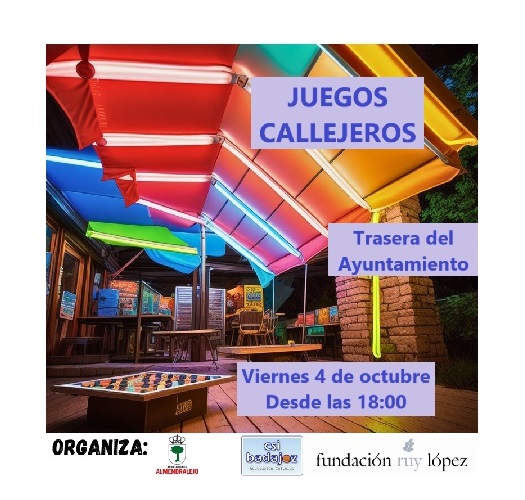 JUEGOS
CALLEJEROS
Trasera del
Ayuntamiento
Viernes 4 de octubre
Desde las 18:00
ORGANIZA:
ALMENDRALEJO
csi
badajoz
fundación ruy lópez